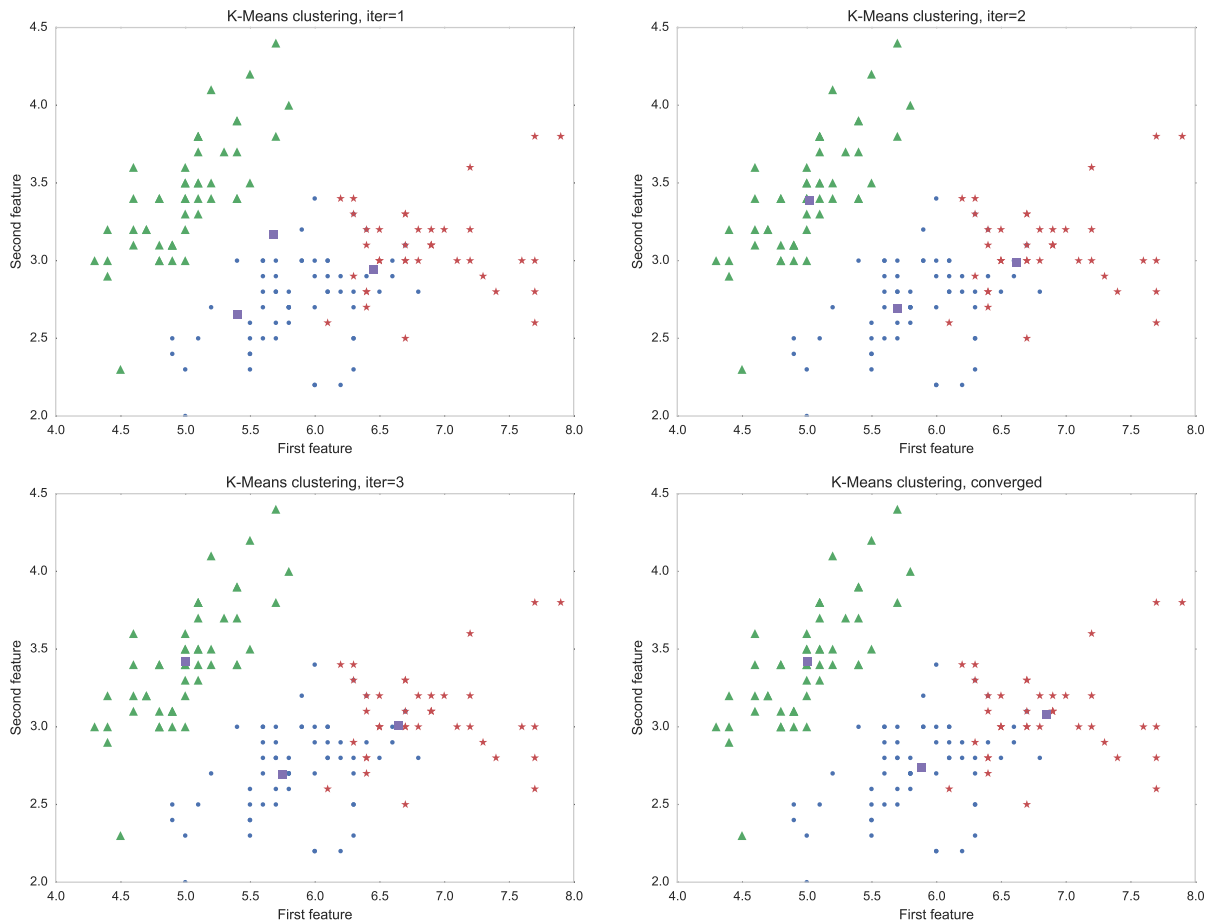 K-Means clustering, iter=1
4.5
4.0
3.5
3.0
2.5
2.0
Second feature
4.0 4.5 5.0 5.5 6.0 6.5 7.0 7.5 8.0
First feature
K-Means clustering, iter=2
4.5
4.0
3.5
3.0
2.5
2.0
Second feature
4.0 4.5 5.0 5.5 6.0 6.5 7.0 7.5 8.0
First feature
K-Means clustering, iter=3
4.5
4.0
3.5
3.0
2.5
2.0
Second feature
4.0 4.5 5.0 5.5 6.0 6.5 7.0 7.5 8.0
First feature
K-Means clustering, converged
4.5
4.0
3.5
3.0
2.5
2.0
Second feature
4.0 4.5 5.0 5.5 6.0 6.5 7.0 7.5 8.0
First feature